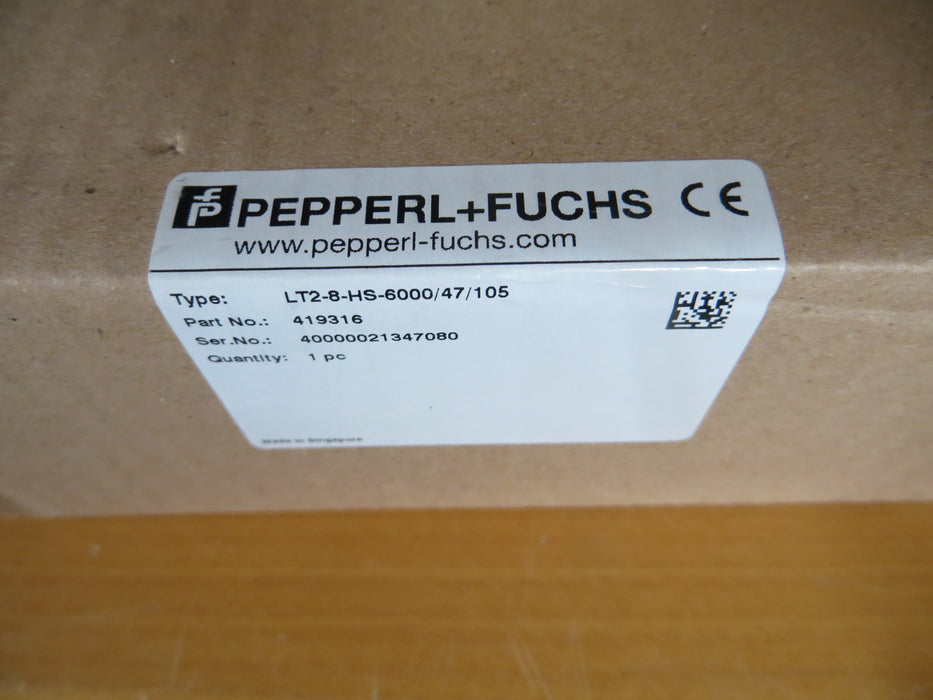 PEPPERL+FUCHS CE
www.pepperl-fuchs.com
Type: LT2-8-HS-6000/47/105
Part No.: 419316
Ser.No.: 40000021347080
Quantity: 1 pc
Made in Singapore